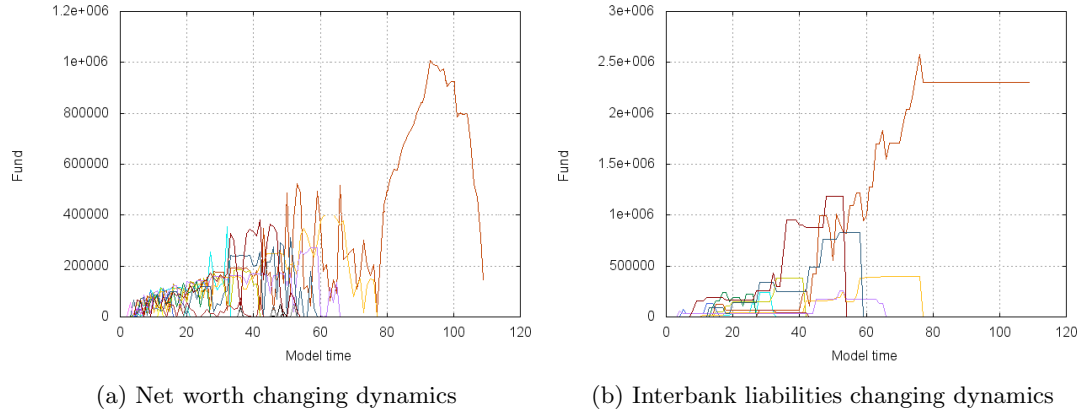 1.2e+006
1e+006
800000
600000
400000
200000
0
Fund
0 20 40 60 80 100 120
Model time
(a) Net worth changing dynamics
3e+006
2.5e+006
2e+006
1.5e+006
1e+006
500000
0
Fund
0 20 40 60 80 100 120
Model time
(b) Interbank liabilities changing dynamics